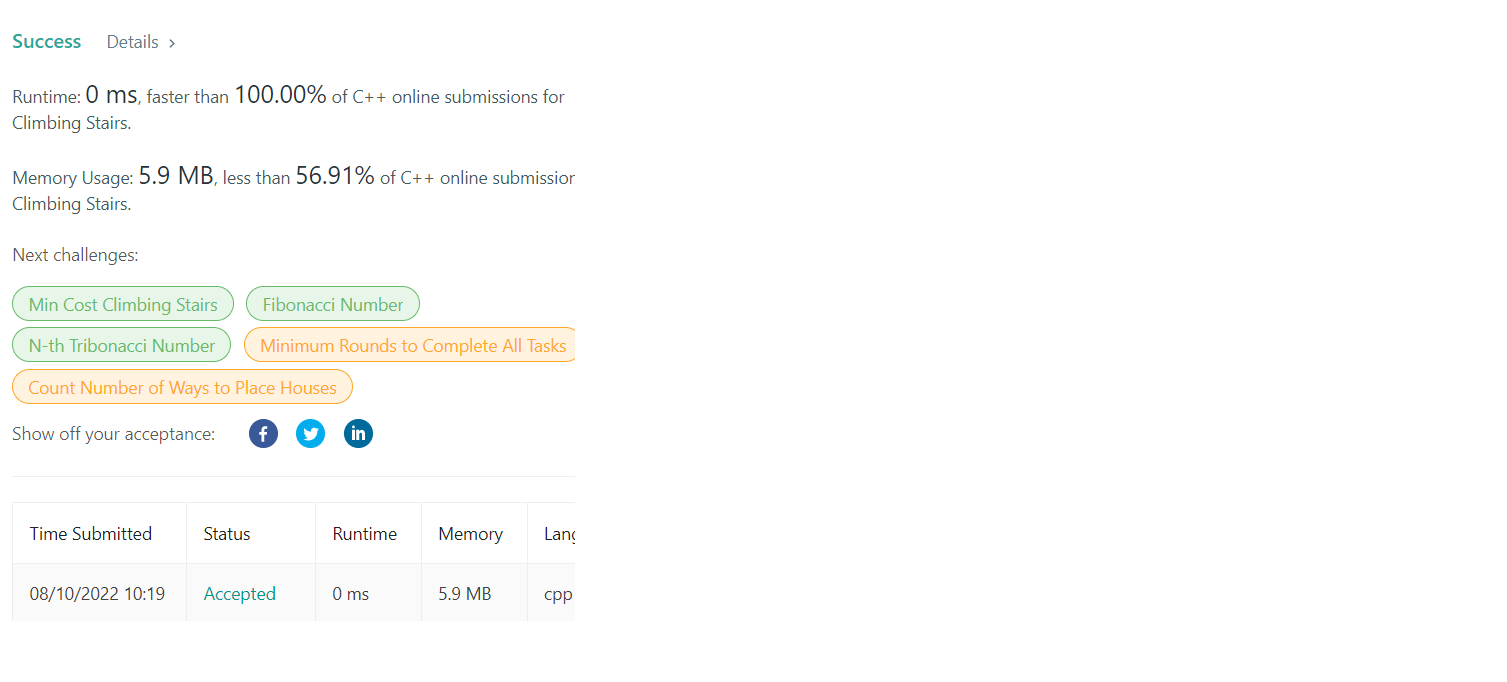 Success Details >
Runtime: 0 ms, faster than 100.00% of C++ online submissions for
Climbing Stairs.
Memory Usage: 5.9 MB, less than 56.91% of C++ online submission
Climbing Stairs.
Next challenges:
Min Cost Climbing Stairs Fibonacci Number
N-th Tribonacci Number Minimum Rounds to Complete All Tasks
Count Number of Ways to Place Houses
Show off your acceptance: f in
Time Submitted Status Runtime Memory Lang
08/10/2022 10:19 Accepted 0 ms 5.9 MB cpp